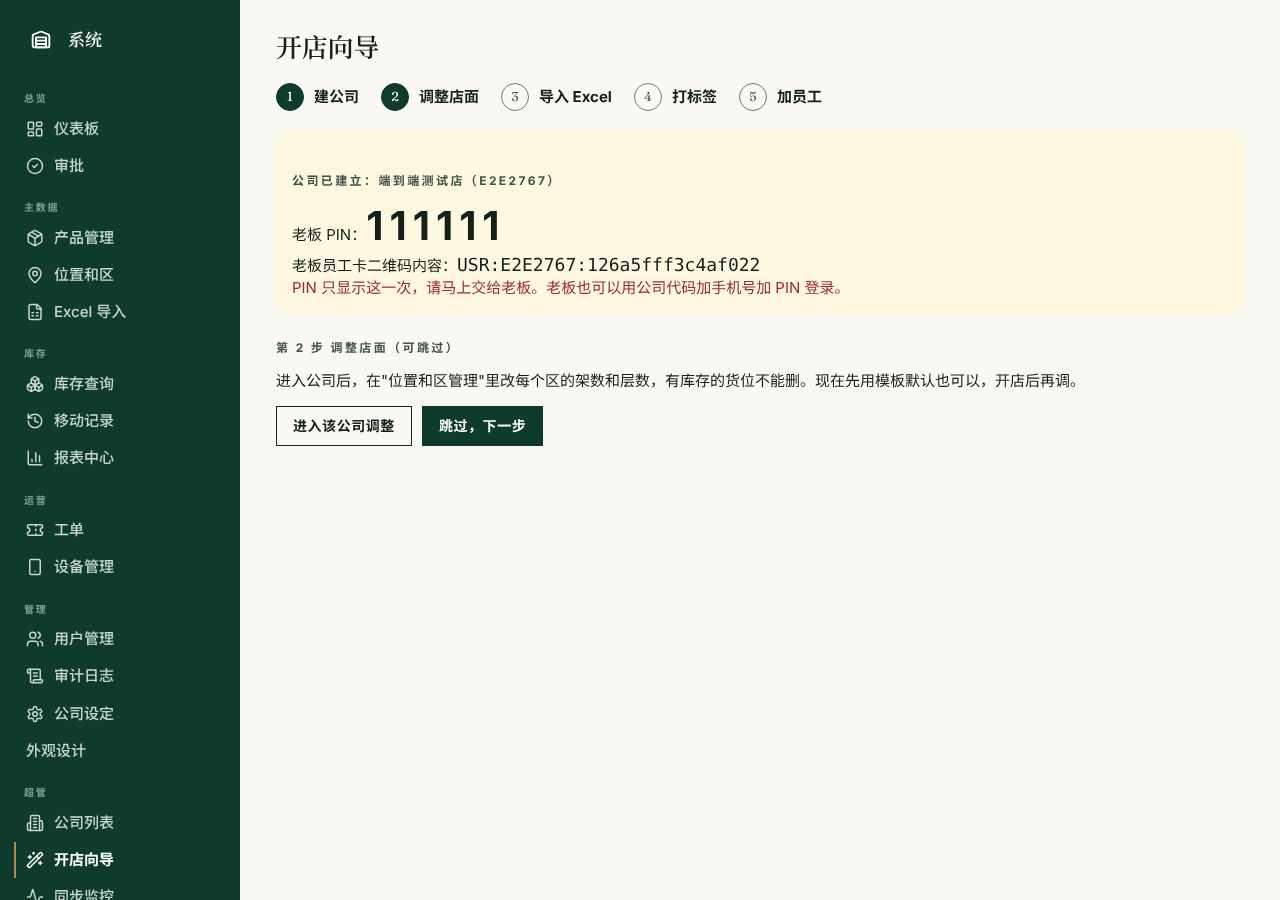 系统
总览
仪表板
审批
主数据
产品管理
位置和区
Excel 导入
库存
库存查询
移动记录
报表中心
运营
工单
设备管理
管理
用户管理
审计日志
公司设定
外观设计
超管
公司列表
开店向导
同步监控
开店向导
1 建公司 2 调整店面 3 导入 Excel 4 打标签 5 加员工
公司已建立：端到端测试店（E2E2767）
老板 PIN：111111
老板员工卡二维码内容：USR:E2E2767:126a5fff3c4af022
PIN 只显示这一次，请马上交给老板。老板也可以用公司代码加手机号加 PIN 登录。
第 2 步 调整店面（可跳过）
进入公司后，在"位置和区管理"里改每个区的架数和层数，有库存的货位不能删。现在先用模板默认也可以，开店后再调。
进入该公司调整 跳过，下一步